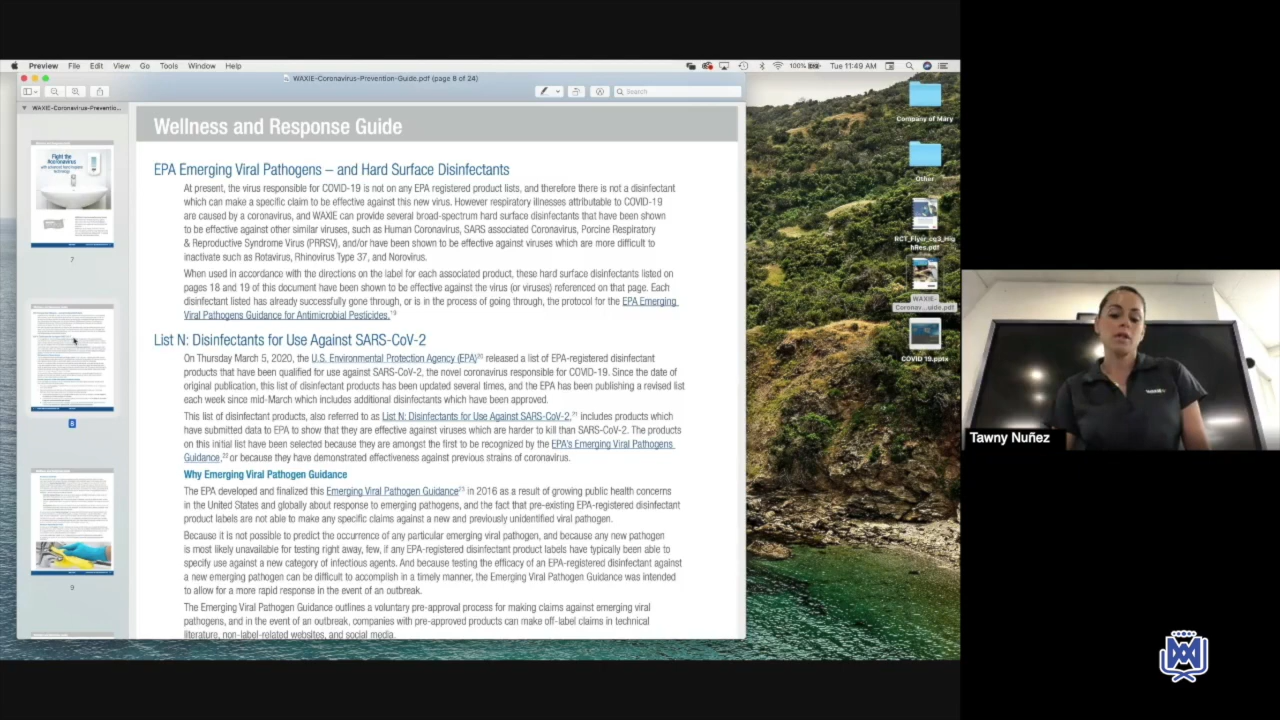 Preview File Edit View Go Tools Window Help
100% Tue 11:49 AM
WAXIE-Coronavirus-Prevention-Guide.pdf (page 8 of 24)
Search
WAXIE-Coronavirus-Preventio...
7
8
9
Wellness and Response Guide
EPA Emerging Viral Pathogens – and Hard Surface Disinfectants
At present, the virus responsible for COVID-19 is not on any EPA registered product lists, and therefore there is not a disinfectant
which can make a specific claim to be effective against this new virus. However respiratory illnesses attributable to COVID-19
are caused by a coronavirus, and WAXIE can provide several broad-spectrum hard surface disinfectants that have been shown
to be effective against other similar viruses, such as Human Coronavirus, SARS associated Coronavirus, Porcine Respiratory
& Reproductive Syndrome Virus (PRRSV), and/or have been shown to be effective against viruses which are more difficult to
inactivate such as Rotavirus, Rhinovirus Type 37, and Norovirus.
When used in accordance with the directions on the label for each associated product, these hard surface disinfectants listed on
pages 18 and 19 of this document have been shown to be effective against the virus (or viruses) referenced on that page. Each
disinfectant listed has already successfully gone through, or is in the process of going through, the protocol for the EPA Emerging
Viral Pathogens Guidance for Antimicrobial Pesticides.19
List N: Disinfectants for Use Against SARS-CoV-2
On Thursday March 5, 2020, the U.S. Environmental Protection Agency (EPA)20 released a list of EPA-registered disinfectant
products that have been qualified for use against SARS-CoV-2, the novel coronavirus responsible for COVID-19. Since the date of
original publication, this list of disinfectant products has been updated several times, and the EPA has been publishing a revised list
each week since mid-March which includes additional disinfectants which have been approved.
This list of disinfectant products, also referred to as List N: Disinfectants for Use Against SARS-CoV-2,21 includes products which
have submitted data to EPA to show that they are effective against viruses which are harder to kill than SARS-CoV-2. The products
on this initial list have been selected because they are amongst the first to be recognized by the EPA's Emerging Viral Pathogens
Guidance,22 or because they have demonstrated effectiveness against previous strains of coronavirus.
Why Emerging Viral Pathogen Guidance
The EPA developed and finalized this Emerging Viral Pathogen Guidance23 in 2016 as a result of growing public health concerns
in the United States and globally about response to emerging pathogens, and the fact that pre-existing EPA-registered disinfectant
product labels are not able to make any specific claims against a new and previously unidentified viral pathogen.
Because it is not possible to predict the occurrence of any particular emerging viral pathogen, and because any new pathogen
is most likely unavailable for testing right away, few, if any EPA-registered disinfectant product labels have typically been able to
specify use against a new category of infectious agents. And because testing the efficacy of an EPA-registered disinfectant against
a new emerging pathogen can be difficult to accomplish in a timely manner, the Emerging Viral Pathogen Guidance was intended
to allow for a more rapid response in the event of an outbreak.
The Emerging Viral Pathogen Guidance outlines a voluntary pre-approval process for making claims against emerging viral
pathogens, and in the event of an outbreak, companies with pre-approved products can make off-label claims in technical
literature, non-label-related websites, and social media.
Company of Mary
Other
RCT_Flyer_cq3_Hig
hRes.pdf
WAXIE-
Coronav...uide.pdf
COVID 19.pptx
Tawny Nuñez